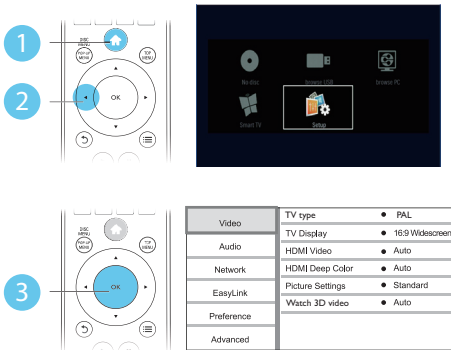 1
DISC MENU
POP-UP MENU
TOP MENU
2
OK
No disc
browse USB
browse PC
Smart TV
Setup
DISC MENU
POP-UP MENU
TOP MENU
3
OK
Video
Audio
Network
EasyLink
Preference
Advanced
TV type • PAL
TV Display • 16:9 Widescreen
HDMI Video • Auto
HDMI Deep Color • Auto
Picture Settings • Standard
Watch 3D video • Auto